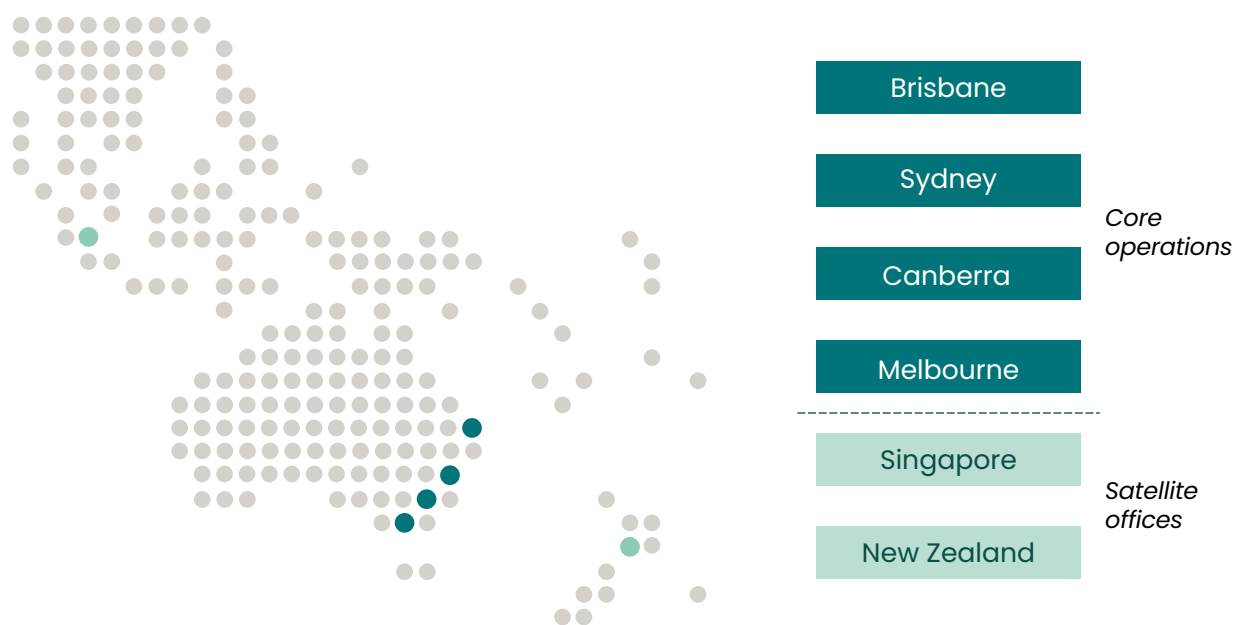 Brisbane
Sydney
Core
operations
Canberra
Melbourne
Singapore
Satellite
offices
New Zealand